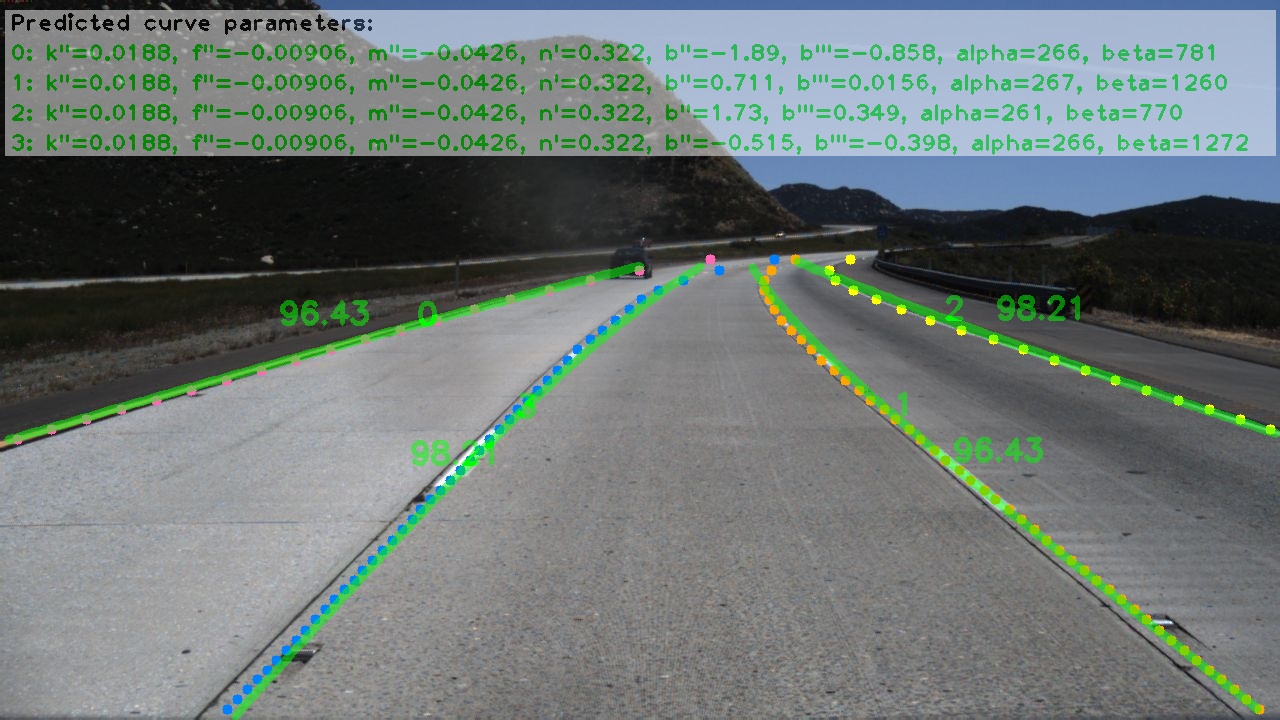 Predicted curve parameters:
0: k''=0.0188, f''=-0.00906, m''=-0.0426, n'=0.322, b''=-1.89, b'''=-0.858, alpha=266, beta=781
1: k''=0.0188, f''=-0.00906, m''=-0.0426, n'=0.322, b''=0.711, b'''=0.0156, alpha=267, beta=1260
2: k''=0.0188, f''=-0.00906, m''=-0.0426, n'=0.322, b''=1.73, b'''=0.349, alpha=261, beta=770
3: k''=0.0188, f''=-0.00906, m''=-0.0426, n'=0.322, b''=-0.515, b'''=-0.398, alpha=266, beta=1272
96.43 0 2 98.21
3 1
98.21 96.43